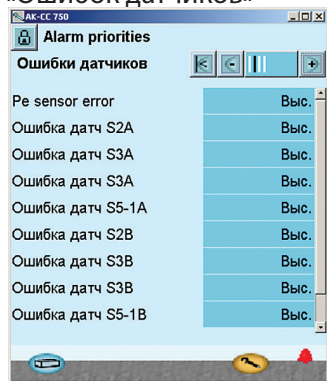 «Ошибок датчиков»
AK-CC 750
Alarm priorities
Ошибки датчиков
Pe sensor error Выс.
Ошибка датч S2A Выс.
Ошибка датч S3A Выс.
Ошибка датч S3A Выс.
Ошибка датч S5-1A Выс.
Ошибка датч S2B Выс.
Ошибка датч S3B Выс.
Ошибка датч S3B Выс.
Ошибка датч S5-1B Выс.